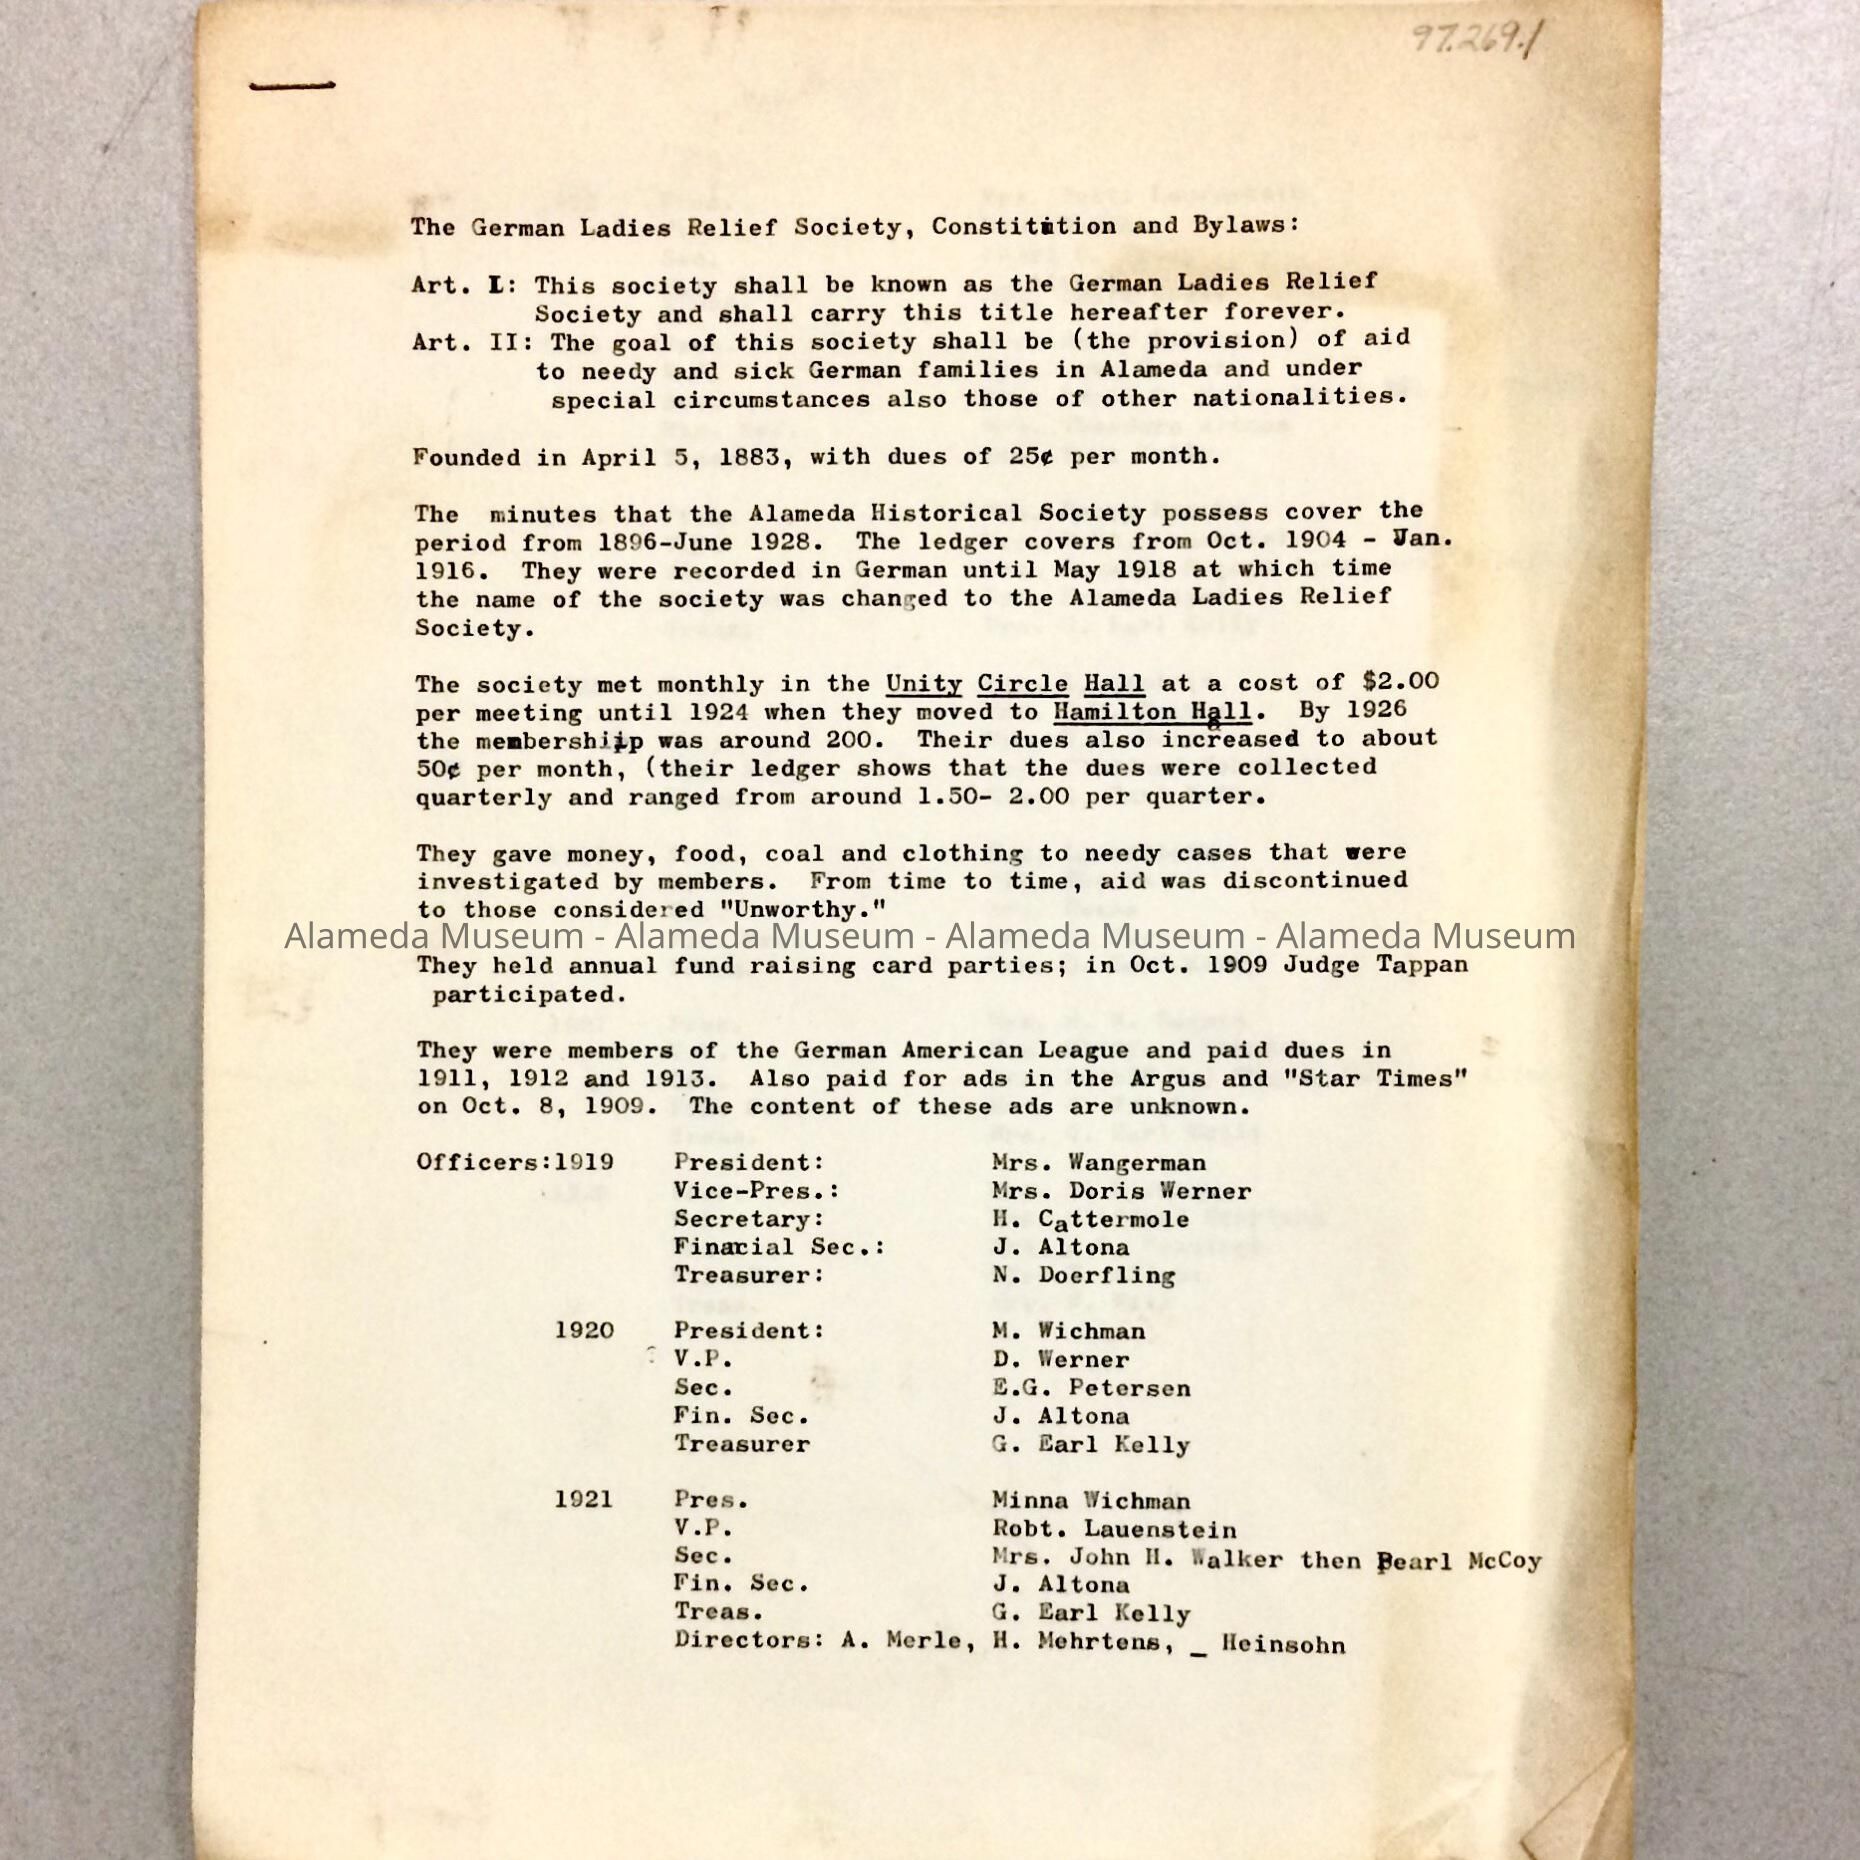 97.269.1
The German Ladies Relief Society, Constitution and Bylaws:
Art. I: This society shall be known as the German Ladies Relief
Society and shall carry this title hereafter forever.
Art. II: The goal of this society shall be (the provision) of aid
to needy and sick German families in Alameda and under
special circumstances also those of other nationalities.
Founded in April 5, 1883, with dues of 25¢ per month.
The minutes that the Alameda Historical Society possess cover the
period from 1896-June 1928. The ledger covers from Oct. 1904 - Jan.
1916. They were recorded in German until May 1918 at which time
the name of the society was changed to the Alameda Ladies Relief
Society.
The society met monthly in the Unity Circle Hall at a cost of $2.00
per meeting until 1924 when they moved to Hamilton Hall. By 1926
the membershiip was around 200. Their dues also increased to about
50¢ per month, (their ledger shows that the dues were collected
quarterly and ranged from around 1.50- 2.00 per quarter.
They gave money, food, coal and clothing to needy cases that were
investigated by members. From time to time, aid was discontinued
to those considered "Unworthy."
Alameda Museum - Alameda Museum - Alameda Museum - Alameda Museum
They held annual fund raising card parties; in Oct. 1909 Judge Tappan
participated.
They were members of the German American League and paid dues in
1911, 1912 and 1913. Also paid for ads in the Argus and "Star Times"
on Oct. 8, 1909. The content of these ads are unknown.
Officers:1919 President: Mrs. Wangerman
Vice-Pres.: Mrs. Doris Werner
Secretary: H. Cattermole
Finacial Sec.: J. Altona
Treasurer: N. Doerfling
1920 President: M. Wichman
V.P. D. Werner
Sec. E.G. Petersen
Fin. Sec. J. Altona
Treasurer G. Earl Kelly
1921 Pres. Minna Wichman
V.P. Robt. Lauenstein
Sec. Mrs. John H. Walker then Pearl McCoy
Fin. Sec. J. Altona
Treas. G. Earl Kelly
Directors: A. Merle, H. Mehrtens, _ Heinsohn